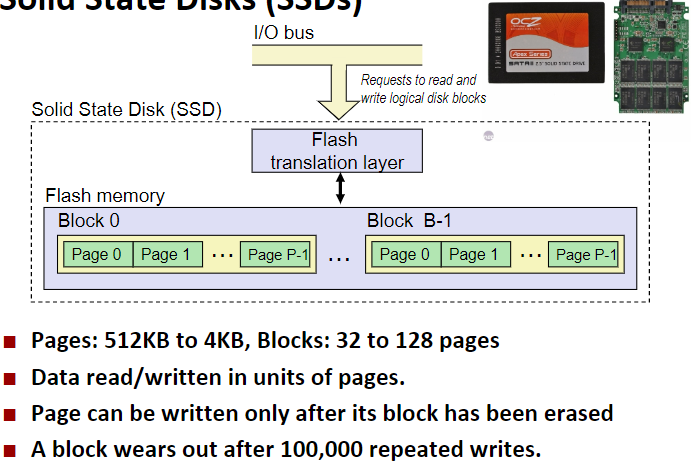 Solid State Disks (SSDs)
I/O bus
OCZ
Apex Series
SATA II 2.5" SOLID STATE DRIVE
Requests to read and
write logical disk blocks
Solid State Disk (SSD)
Flash
translation layer
Flash memory
Block 0
Block B-1
Page 0 Page 1 ... Page P-1 ... Page 0 Page 1 ... Page P-1
■ Pages: 512KB to 4KB, Blocks: 32 to 128 pages
■ Data read/written in units of pages.
■ Page can be written only after its block has been erased
■ A block wears out after 100,000 repeated writes.